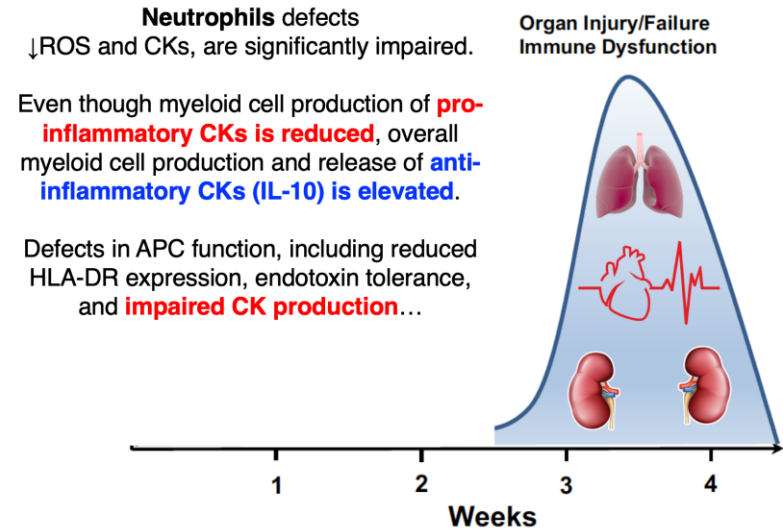 Neutrophils defects
↓ROS and CKs, are significantly impaired.
Even though myeloid cell production of pro-
inflammatory CKs is reduced, overall
myeloid cell production and release of anti-
inflammatory CKs (IL-10) is elevated.
Defects in APC function, including reduced
HLA-DR expression, endotoxin tolerance,
and impaired CK production…
Organ Injury/Failure
Immune Dysfunction
1
2
3
4
Weeks